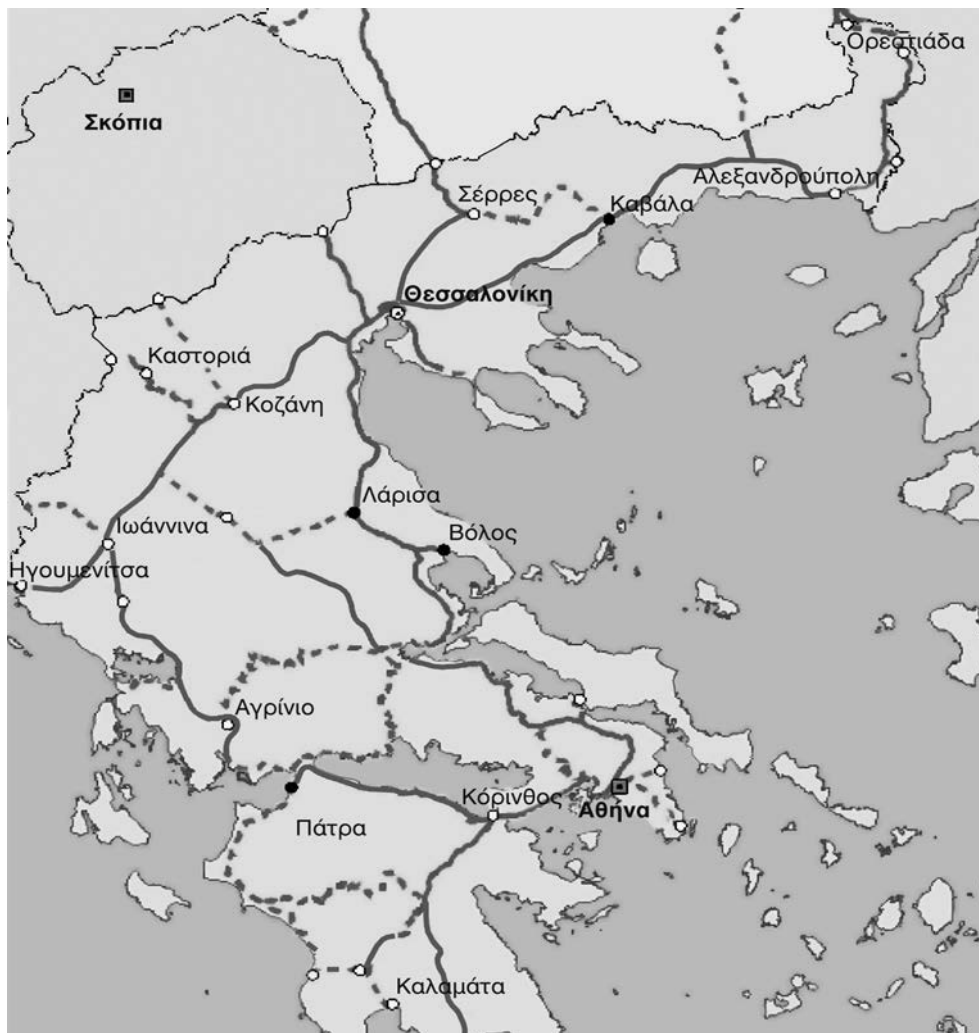 Ορεστιάδα
Σκόπια
Αλεξανδρούπολη
Σέρρες
Καβάλα
Θεσσαλονίκη
Καστοριά
Κοζάνη
Λάρισα
Ιωάννινα
Βόλος
Ηγουμενίτσα
Αγρίνιο
Κόρινθος
Αθήνα
Πάτρα
Καλαμάτα